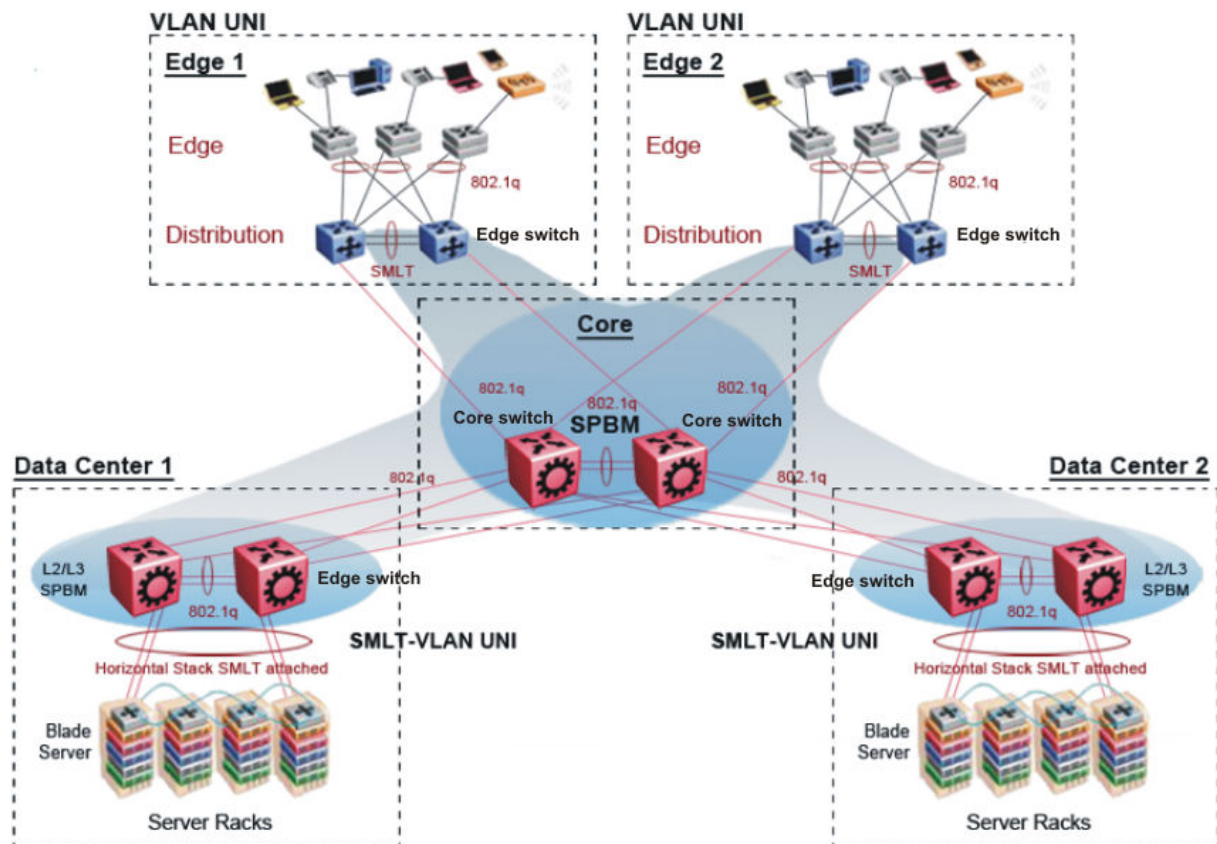 VLAN UNI
Edge 1
Edge
802.1q
Distribution
Edge switch
SMLT
VLAN UNI
Edge 2
Edge
802.1q
Distribution
Edge switch
SMLT
Core
802.1q
802.1q
802.1q
Core switch
SPBM
Core switch
Data Center 1
802.1q
L2/L3
SPBM
Edge switch
802.1q
SMLT-VLAN UNI
Horizontal Stack SMLT attached
Blade
Server
Server Racks
Data Center 2
802.1q
Edge switch
L2/L3
SPBM
802.1q
SMLT-VLAN UNI
Horizontal Stack SMLT attached
Blade
Server
Server Racks